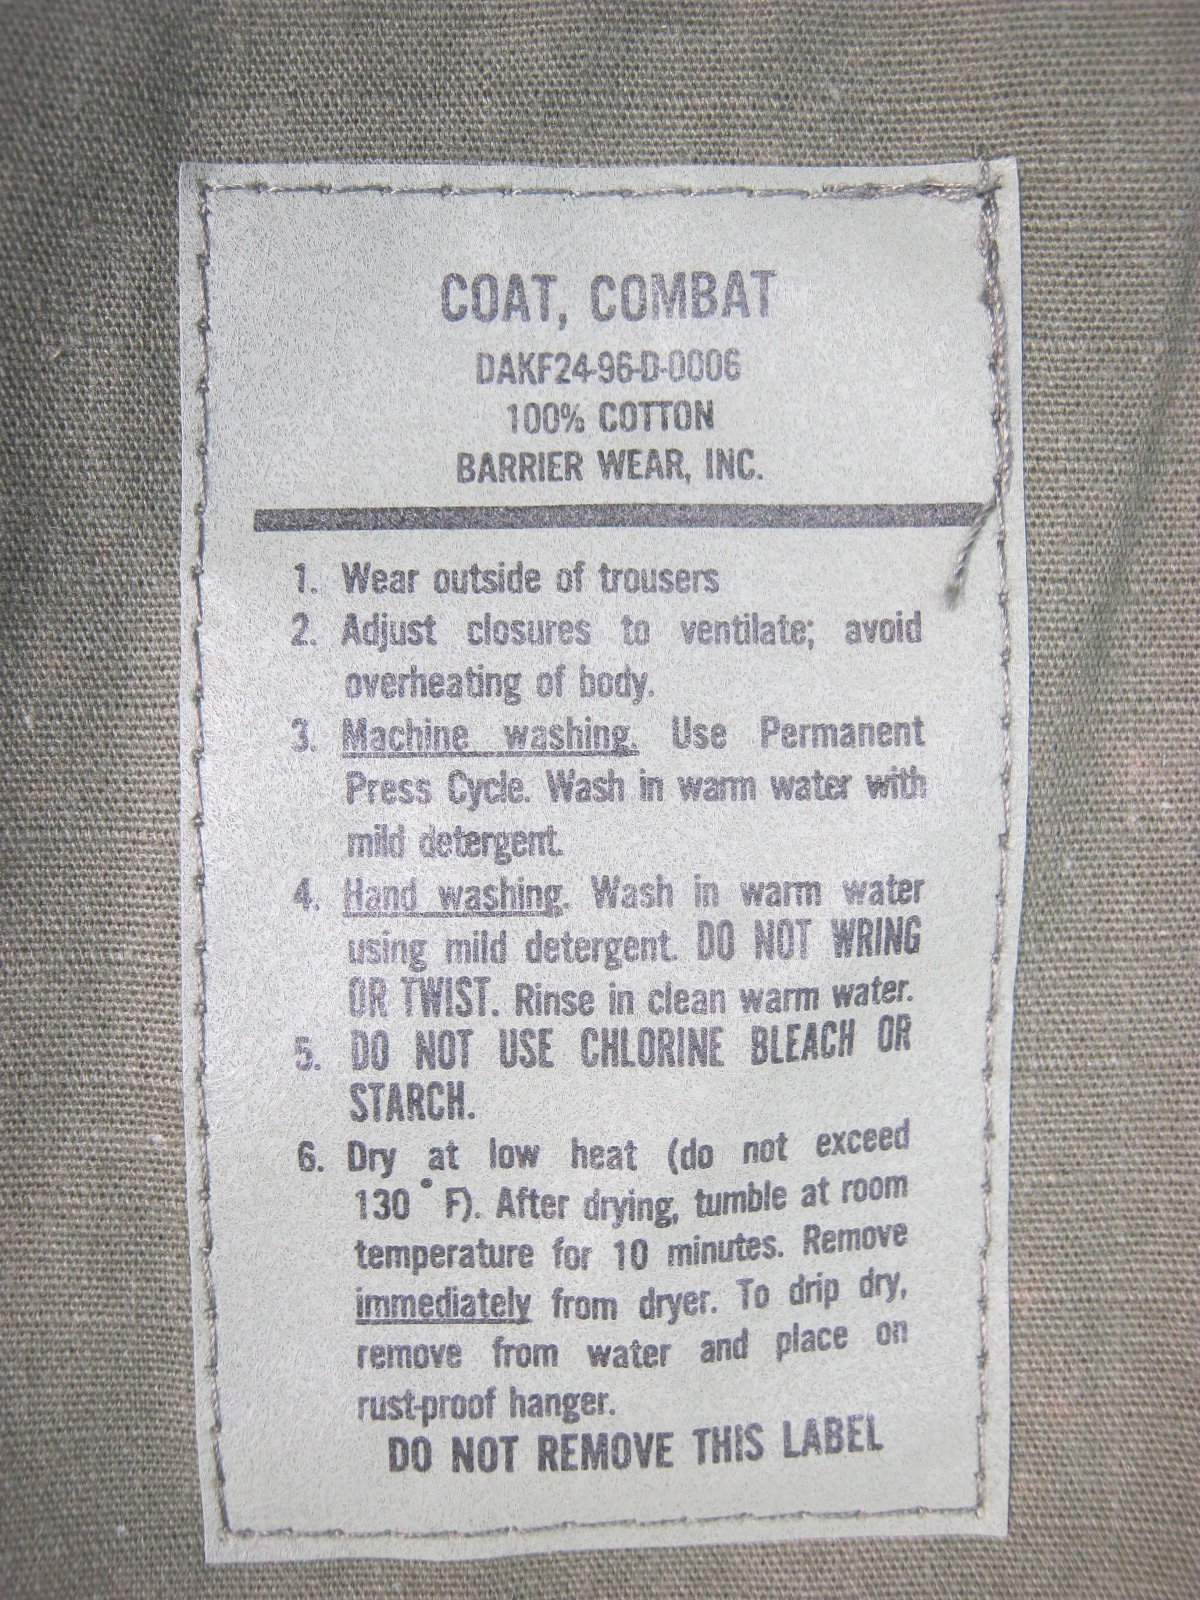 COAT, COMBAT
DAKF24-96-D-0006
100% COTTON
BARRIER WEAR, INC.
1. Wear outside of trousers
2. Adjust closures to ventilate; avoid
overheating of body.
3. Machine washing. Use Permanent
Press Cycle. Wash in warm water with
mild detergent.
4. Hand washing. Wash in warm water
using mild detergent. DO NOT WRING
OR TWIST. Rinse in clean warm water.
5. DO NOT USE CHLORINE BLEACH OR
STARCH.
6. Dry at low heat (do not exceed
130° F). After drying, tumble at room
temperature for 10 minutes. Remove
immediately from dryer. To drip dry,
remove from water and place on
rust-proof hanger.
DO NOT REMOVE THIS LABEL